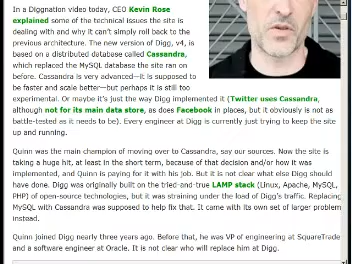 In a Diggnation video today, CEO Kevin Rose
explained some of the technical issues the site is
dealing with and why it can't simply roll back to the
previous architecture. The new version of Digg, v4, is
based on a distributed database called Cassandra,
which replaced the MySQL database the site ran on
before. Cassandra is very advanced—it is supposed to
be faster and scale better—but perhaps it is still too
experimental. Or maybe it's just the way Digg implemented it (Twitter uses Cassandra,
although not for its main data store, as does Facebook in places, but it obviously is not as
battle-tested as it needs to be). Every engineer at Digg is currently just trying to keep the site
up and running.
Quinn was the main champion of moving over to Cassandra, say our sources. Now the site is
taking a huge hit, at least in the short term, because of that decision and/or how it was
implemented, and Quinn is paying for it with his job. But it is not clear what else Digg should
have done. Digg was originally built on the tried-and-true LAMP stack (Linux, Apache, MySQL,
PHP) of open-source technologies, but it was straining under the load of Digg's traffic. Replacing
MySQL with Cassandra was supposed to help fix that. It came with its own set of larger problem
instead.
Quinn joined Digg nearly three years ago. Before that, he was VP of engineering at SquareTrade
and a software engineer at Oracle. It is not clear who will replace him at Digg.